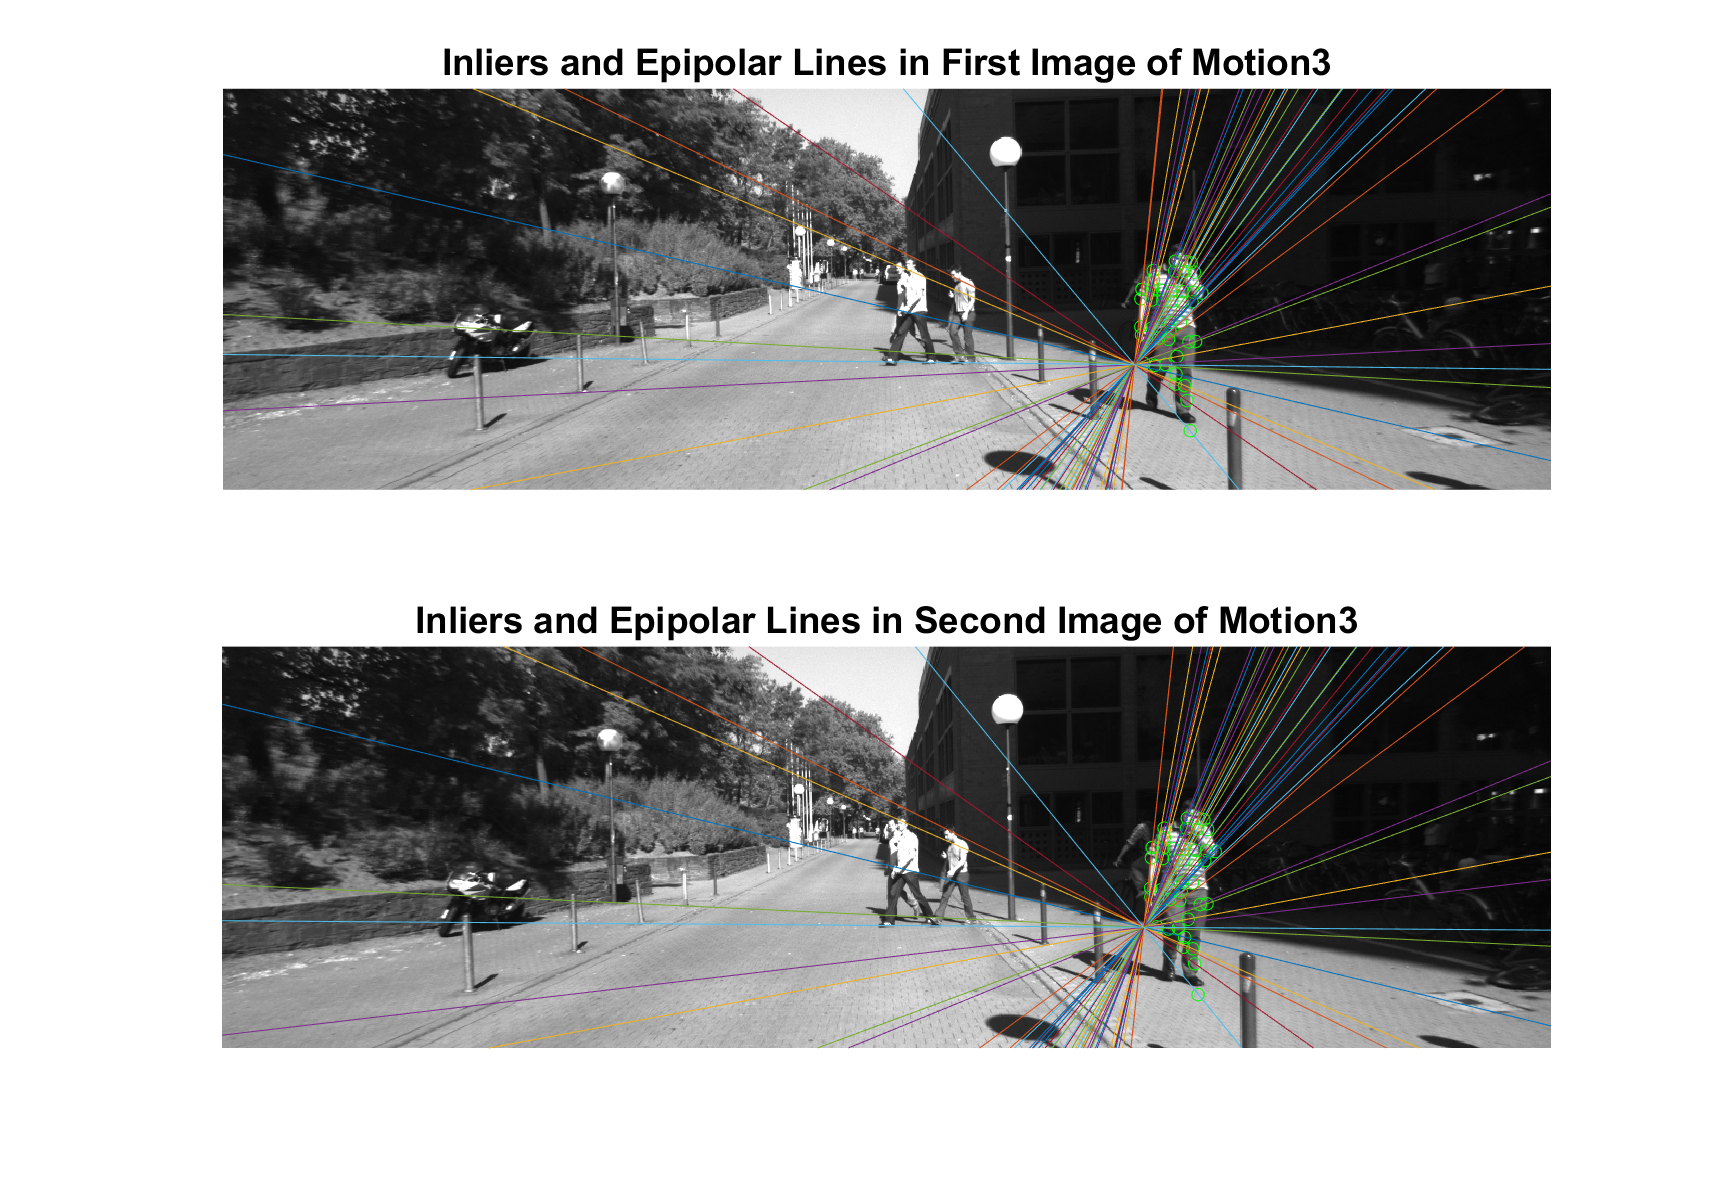 Inliers and Epipolar Lines in First Image of Motion3
Inliers and Epipolar Lines in Second Image of Motion3